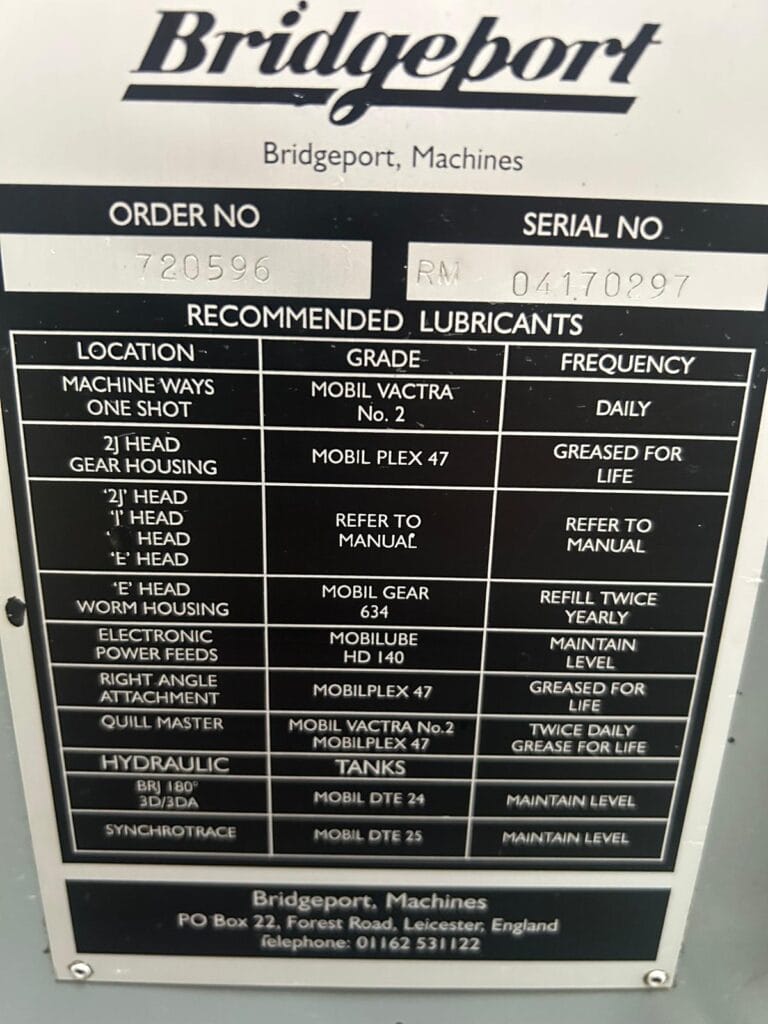 Bridgeport
Bridgeport, Machines
ORDER NO
SERIAL NO
720596
RM 04170297
RECOMMENDED LUBRICANTS
LOCATION GRADE FREQUENCY
MACHINE WAYS
ONE SHOT
MOBIL VACTRA
No. 2
DAILY
2J HEAD
GEAR HOUSING
MOBIL PLEX 47
GREASED FOR
LIFE
'2J' HEAD
'J' HEAD
' HEAD
'E' HEAD
REFER TO
MANUAL
REFER TO
MANUAL
'E' HEAD
WORM HOUSING
MOBIL GEAR
634
REFILL TWICE
YEARLY
ELECTRONIC
POWER FEEDS
MOBILUBE
HD 140
MAINTAIN
LEVEL
RIGHT ANGLE
ATTACHMENT
MOBILPLEX 47
GREASED FOR
LIFE
QUILL MASTER
MOBIL VACTRA No.2
MOBILPLEX 47
TWICE DAILY
GREASE FOR LIFE
HYDRAULIC TANKS
BRJ 180°
3D/3DA
MOBIL DTE 24
MAINTAIN LEVEL
SYNCHROTRACE
MOBIL DTE 25
MAINTAIN LEVEL
Bridgeport, Machines
PO Box 22, Forest Road, Leicester, England
Telephone: 01162 531122